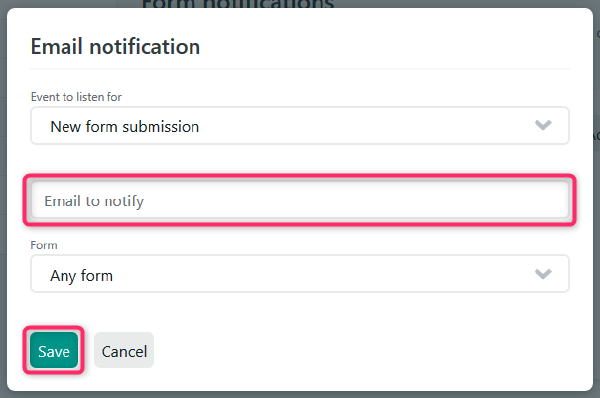 Form notifications
Email notification
Event to listen for
New form submission
Email to notify
Form
Any form
Save
Cancel